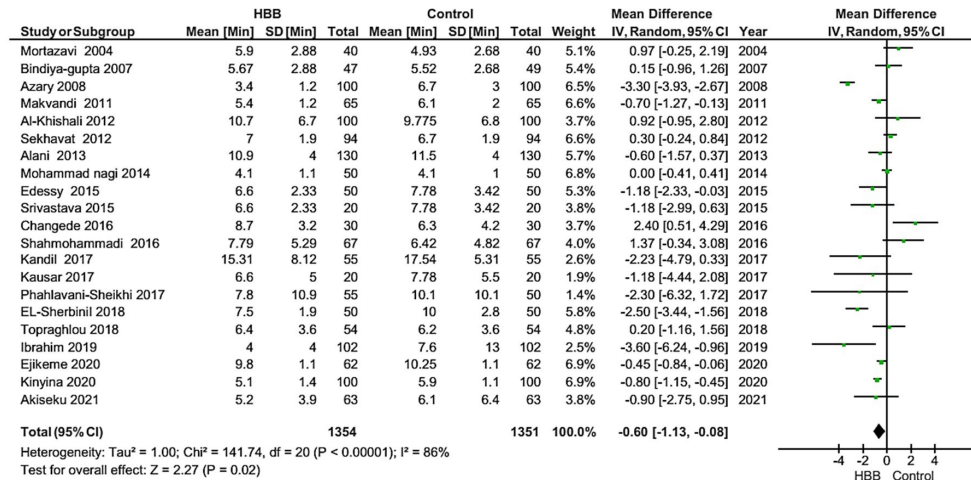 HBB Control Mean Difference Mean Difference
Study or Subgroup Mean [Min] SD [Min] Total Mean [Min] SD [Min] Total Weight IV, Random, 95% CI Year IV, Random, 95% CI
Mortazavi 2004 5.9 2.88 40 4.93 2.68 40 5.1% 0.97 [-0.25, 2.19] 2004
Bindiya-gupta 2007 5.67 2.88 47 5.52 2.68 49 5.4% 0.15 [-0.96, 1.26] 2007
Azary 2008 3.4 1.2 100 6.7 3 100 6.6% -3.30 [-3.93, -2.67] 2008
Makvandi 2011 5.4 1.2 65 6.1 2 65 6.7% -0.70 [-1.27, -0.13] 2011
Al-Khishali 2012 10.7 6.7 100 9.775 6.8 100 3.7% 0.92 [-0.95, 2.80] 2012
Sekhavat 2012 7 1.9 94 6.7 1.9 94 6.8% 0.30 [-0.24, 0.84] 2012
Alani 2013 10.9 4 130 11.5 4 130 5.7% -0.60 [-1.57, 0.37] 2013
Mohammad nagi 2014 4.1 1.1 50 4.1 1 50 7.0% 0.00 [-0.41, 0.41] 2014
Edessy 2015 6.6 2.33 50 7.78 3.42 50 5.3% -1.18 [-2.33, -0.03] 2015
Srivastava 2015 6.6 2.33 20 7.78 3.42 20 3.8% -1.18 [-2.99, 0.63] 2015
Changede 2016 8.7 3.2 30 6.3 4.2 30 3.6% 2.40 [0.51, 4.29] 2016
Shahmohammadi 2016 7.79 5.29 67 6.42 4.82 67 4.0% 1.37 [-0.34, 3.08] 2016
Kandil 2017 15.31 8.12 55 17.54 5.31 55 2.6% -2.23 [-4.79, 0.33] 2017
Kausar 2017 6.6 5 20 7.78 5.5 20 1.9% -1.18 [-4.44, 2.08] 2017
Phahlavani-Sheikhi 2017 7.8 10.9 55 10.1 10.1 50 1.4% -2.30 [-6.32, 1.72] 2017
EL-Sherbinil 2018 7.5 1.9 50 10 2.8 50 5.8% -2.50 [-3.44, -1.56] 2018
Topraghlou 2018 6.4 3.6 54 6.2 3.6 54 4.8% 0.20 [-1.16, 1.56] 2018
Ibrahim 2019 4 4 102 7.6 13 102 2.5% -3.60 [-6.24, -0.96] 2019
Ejikeme 2020 9.8 1.1 62 10.25 1.1 62 7.0% -0.45 [-0.84, -0.06] 2020
Kinyina 2020 5.1 1.4 100 5.9 1.1 100 7.1% -0.80 [-1.15, -0.45] 2020
Akiseku 2021 5.2 3.9 63 6.1 6.4 63 3.8% -0.90 [-2.75, 0.95] 2021
Total (95% CI) 1354 1351 100.0% -0.60 [-1.13, -0.08]
Heterogeneity: Tau² = 1.00; Chi² = 141.74, df = 20 (P < 0.00001); I² = 86%
Test for overall effect: Z = 2.27 (P = 0.02)
-4 -2 0 2 4
HBB Control